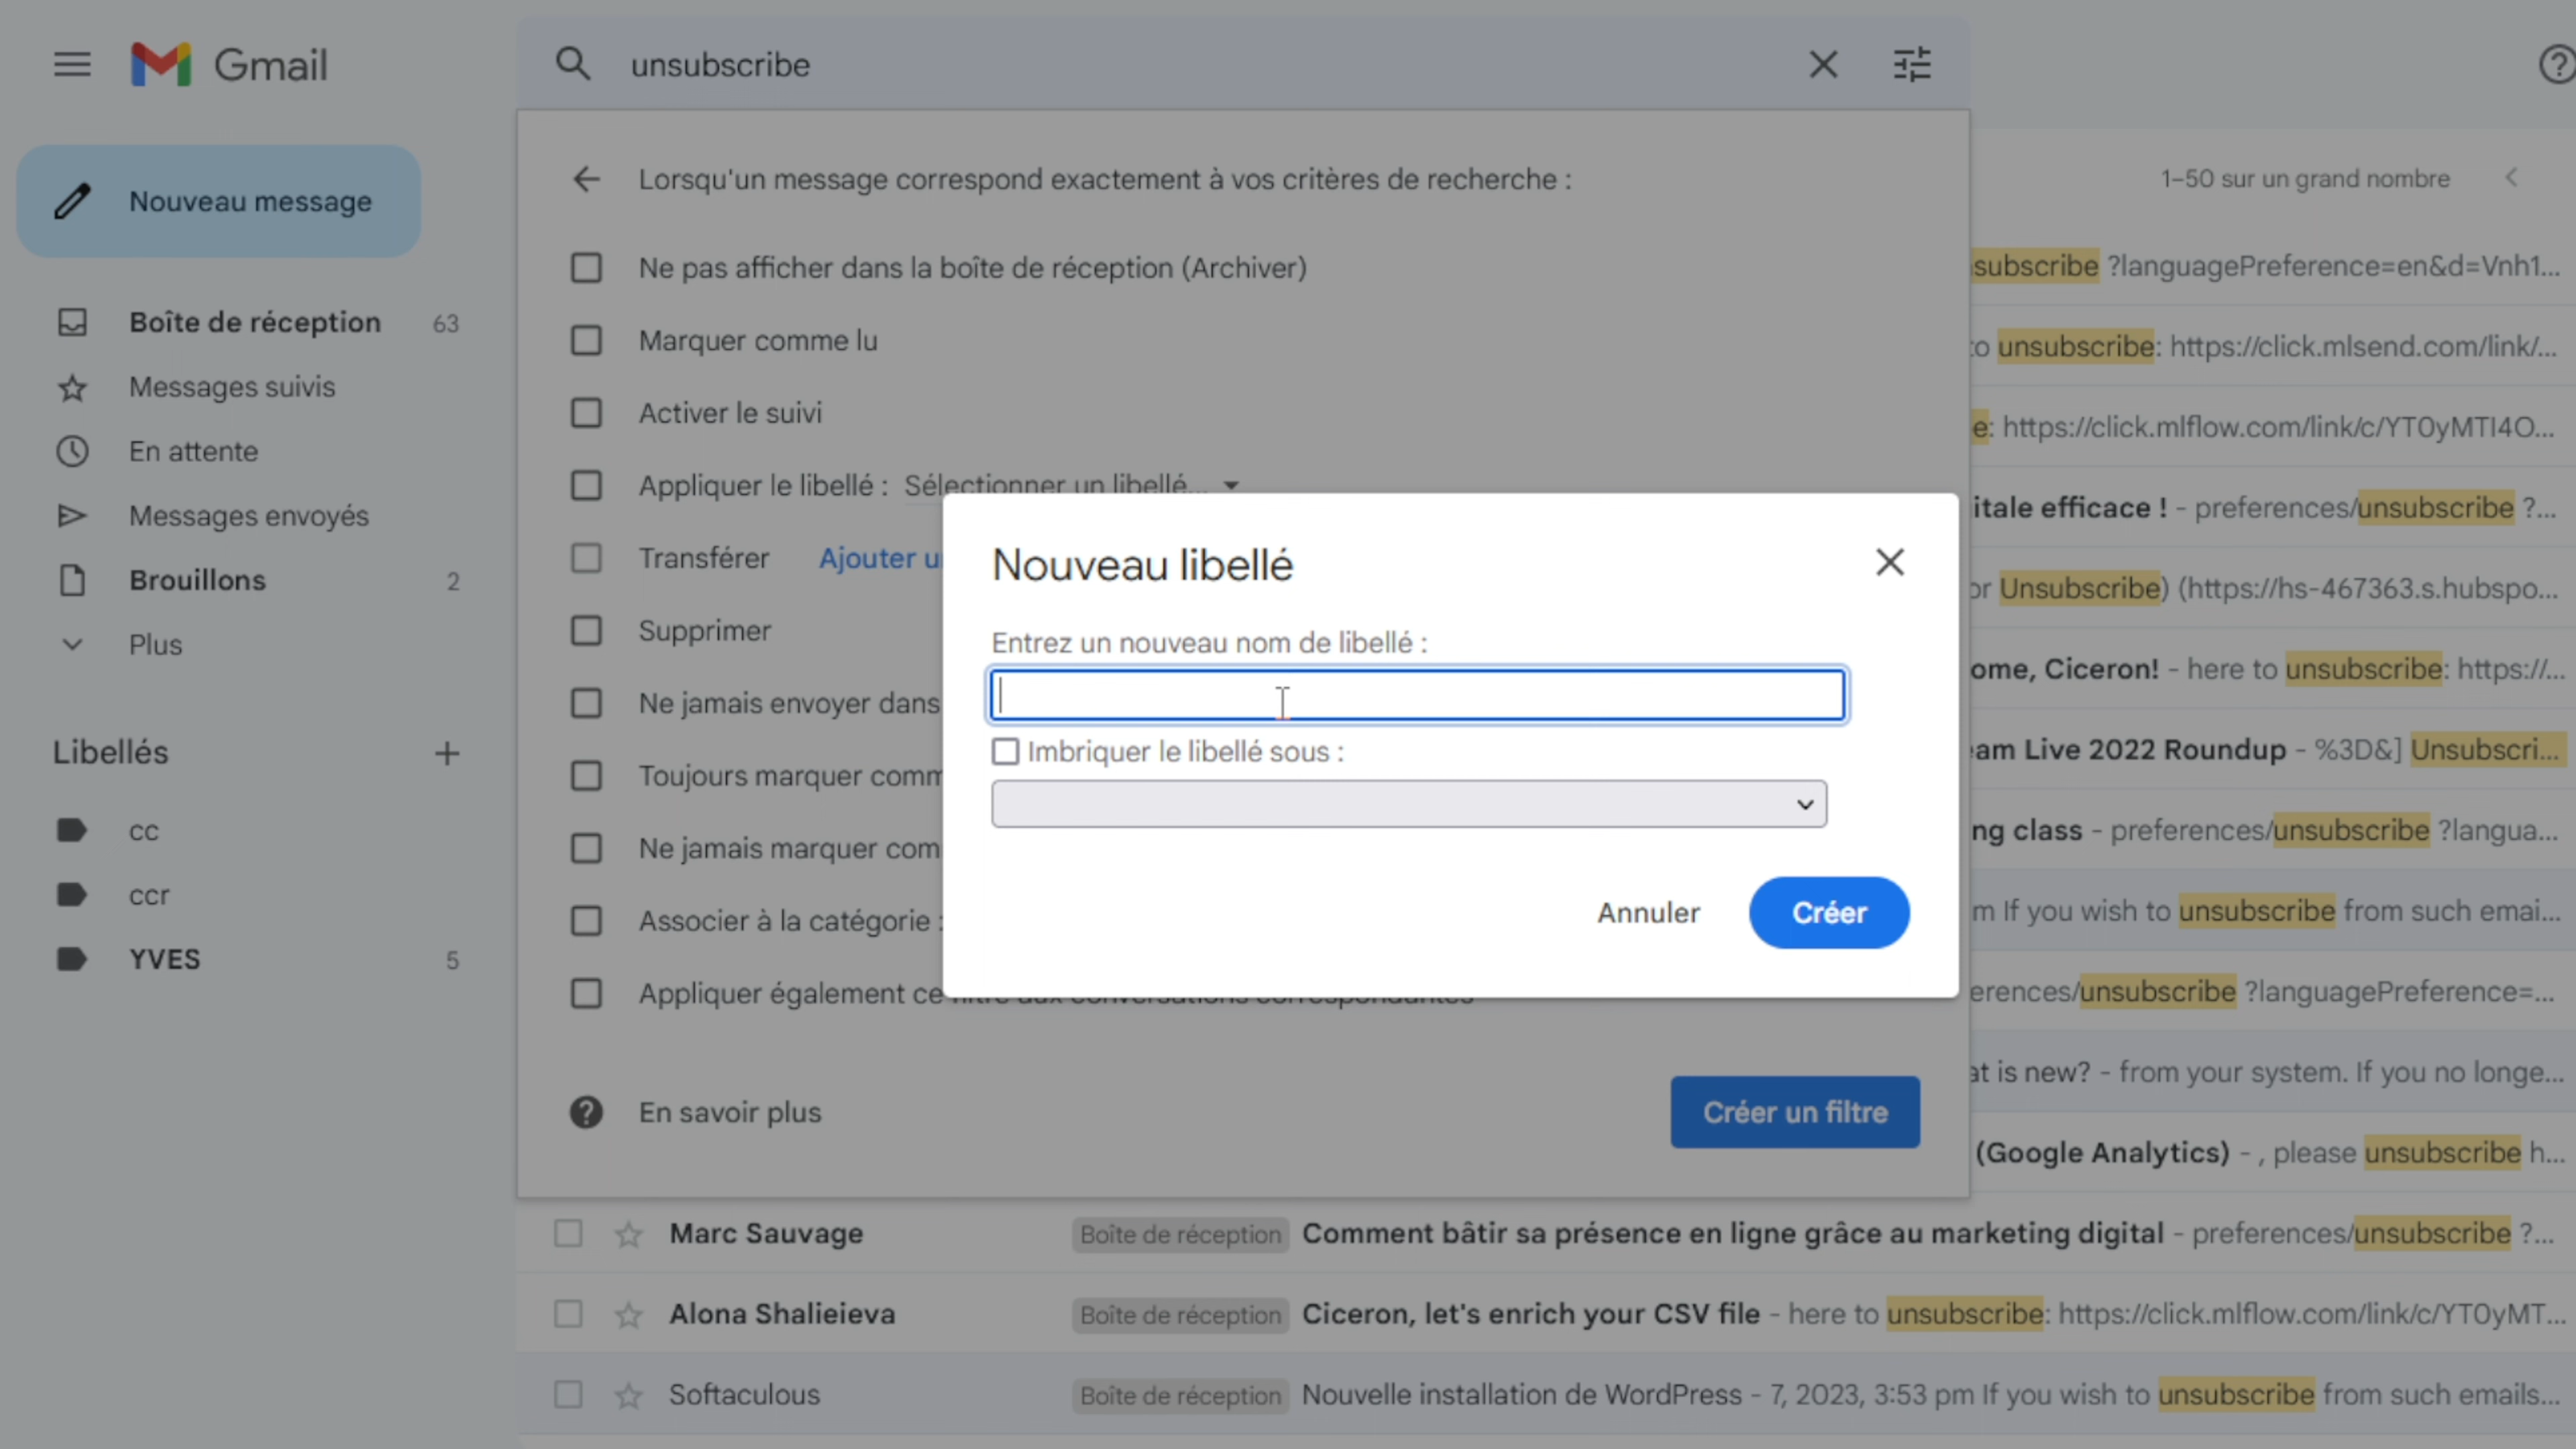 Gmail
unsubscribe
Nouveau message
Lorsqu'un message correspond exactement à vos critères de recherche :
1–50 sur un grand nombre
Boîte de réception 63
Messages suivis
En attente
Messages envoyés
Brouillons 2
Plus
Libellés
cc
ccr
YVES 5
Ne pas afficher dans la boîte de réception (Archiver)
Marquer comme lu
Activer le suivi
Appliquer le libellé : Sélectionner un libellé...
Transférer Ajouter
Supprimer
Ne jamais envoyer dans
Toujours marquer comm
Ne jamais marquer com
Associer à la catégorie :
Appliquer également ce filtre aux conversations correspondantes
En savoir plus
Créer un filtre
Nouveau libellé
Entrez un nouveau nom de libellé :
Imbriquer le libellé sous :
Annuler
Créer
subscribe ?languagePreference=en&d=Vnh1...
to unsubscribe: https://click.mlsend.com/link/...
e: https://click.mlflow.com/link/c/YT0yMTI4O...
itale efficace ! - preferences/unsubscribe ?...
or Unsubscribe) (https://hs-467363.s.hubspo...
ome, Ciceron! - here to unsubscribe: https://...
am Live 2022 Roundup - %3D&] Unsubscri...
ng class - preferences/unsubscribe ?langua...
m If you wish to unsubscribe from such emai...
erences/unsubscribe ?languagePreference=...
at is new? - from your system. If you no longe...
(Google Analytics) - , please unsubscribe h...
Marc Sauvage Boîte de réception Comment bâtir sa présence en ligne grâce au marketing digital - preferences/unsubscribe ?...
Alona Shalieieva Boîte de réception Ciceron, let's enrich your CSV file - here to unsubscribe: https://click.mlflow.com/link/c/YT0yMT...
Softaculous Boîte de réception Nouvelle installation de WordPress - 7, 2023, 3:53 pm If you wish to unsubscribe from such emails...